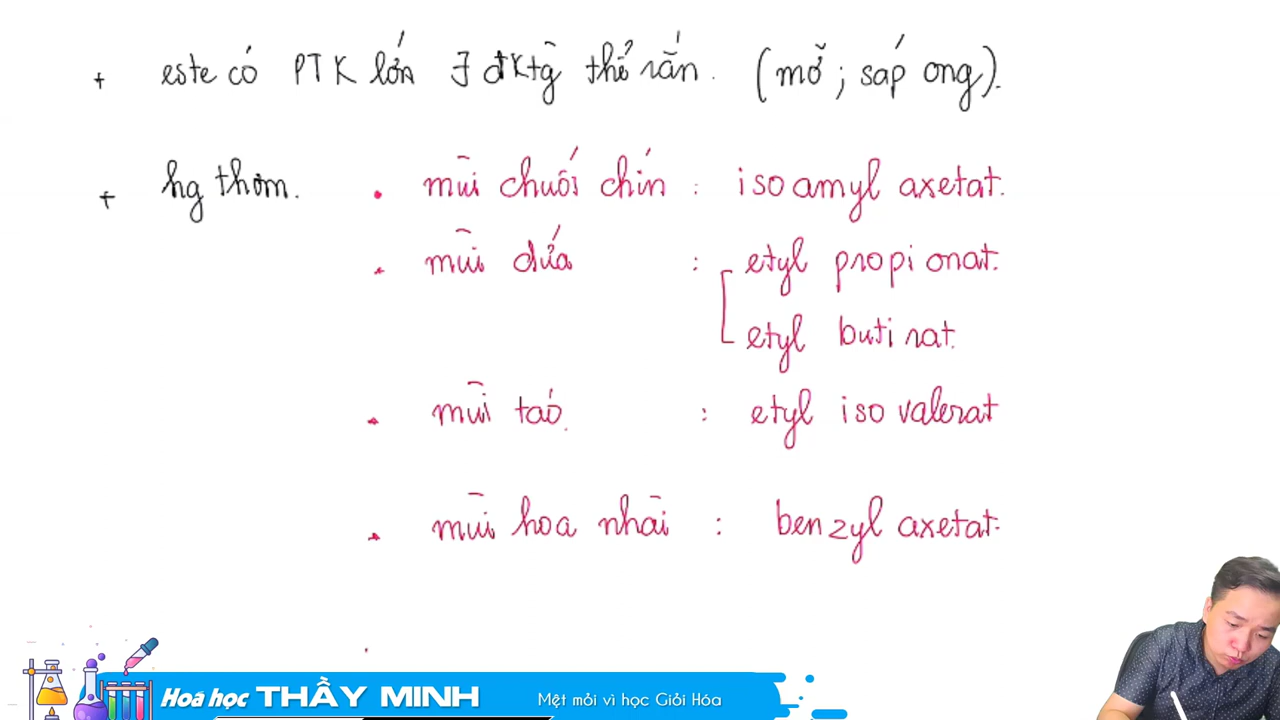 + este có PTK lớn ∃ đktg̀ thể rắn. (mỡ; sáp ong).
+ hg thơm. • mùi chuối chín : isoamyl axetat.
• mùi dứa : etyl propionat.
etyl butirat.
• mùi táo. : etyl isovalerat
• mùi hoa nhài : benzyl axetat.
Hoá học THẦY MINH Mệt mỏi vì học Giỏi Hóa